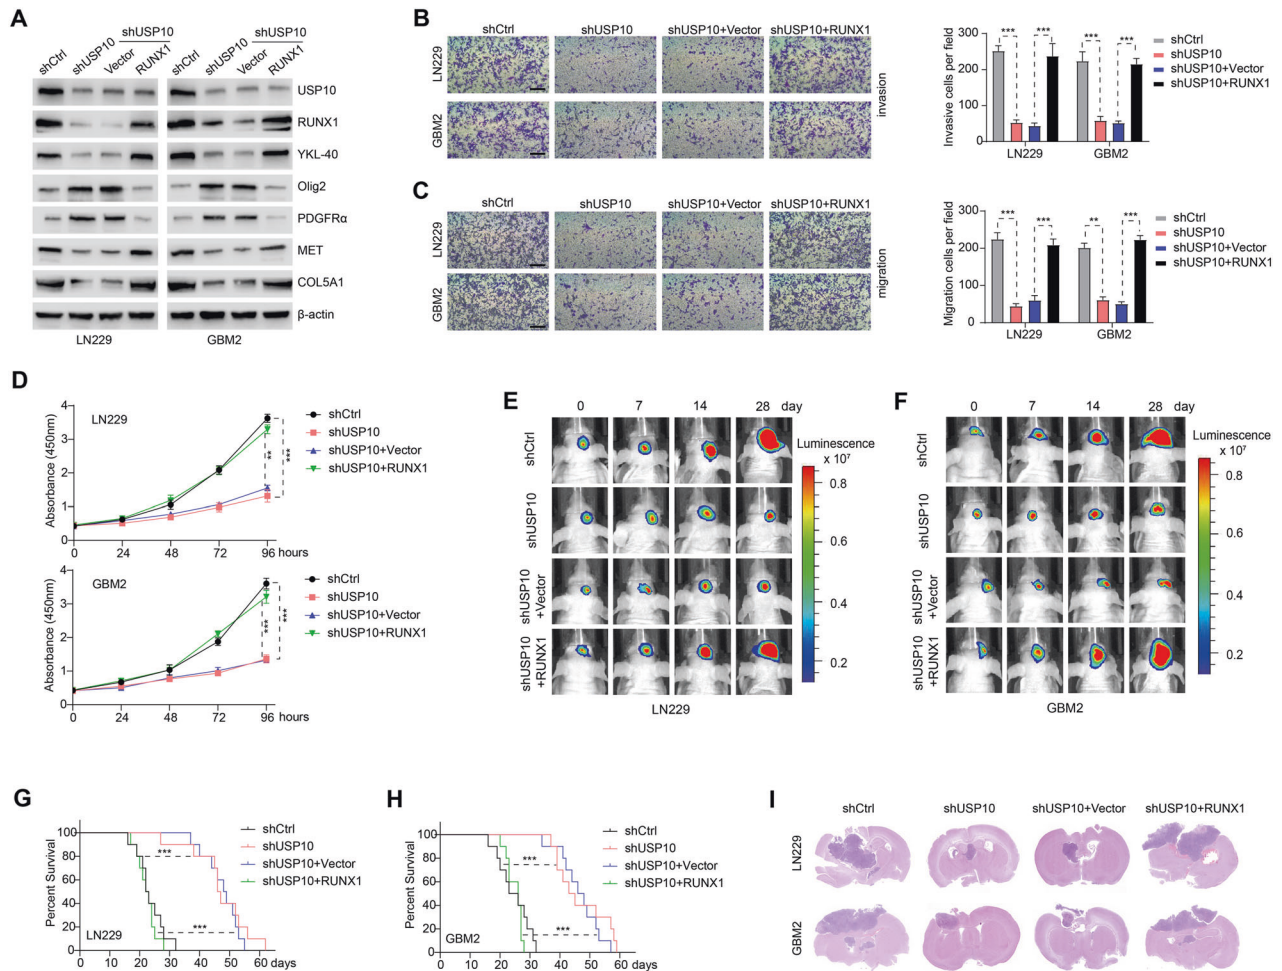 A
shUSP10
shCtrl shUSP10 Vector RUNX1 shCtrl shUSP10 Vector RUNX1
shUSP10
USP10
RUNX1
YKL-40
Olig2
PDGFRα
MET
COL5A1
β-actin
LN229 GBM2
B
shCtrl shUSP10 shUSP10+Vector shUSP10+RUNX1
LN229
GBM2
invasion
Invasive cells per field
300
200
100
0
*** *** *** ***
LN229 GBM2
shCtrl
shUSP10
shUSP10+Vector
shUSP10+RUNX1
C
shCtrl shUSP10 shUSP10+Vector shUSP10+RUNX1
LN229
GBM2
migration
Migration cells per field
300
200
100
0
*** *** ** ***
LN229 GBM2
shCtrl
shUSP10
shUSP10+Vector
shUSP10+RUNX1
D
LN229
Absorbance (450nm)
4
3
2
1
0
0 24 48 72 96 hours
** ***
shCtrl
shUSP10
shUSP10+Vector
shUSP10+RUNX1
GBM2
Absorbance (450nm)
4
3
2
1
0
0 24 48 72 96 hours
*** ***
shCtrl
shUSP10
shUSP10+Vector
shUSP10+RUNX1
E
0 7 14 28 day
shCtrl
shUSP10
shUSP10
+Vector
shUSP10
+RUNX1
LN229
Luminescence
x 10⁷
0.8
0.6
0.4
0.2
F
0 7 14 28 day
shCtrl
shUSP10
shUSP10
+Vector
shUSP10
+RUNX1
GBM2
Luminescence
x 10⁷
0.8
0.6
0.4
0.2
G
Percent Survival
100
80
60
40
20
0
0 10 20 30 40 50 60 days
***
***
LN229
shCtrl
shUSP10
shUSP10+Vector
shUSP10+RUNX1
H
Percent Survival
100
80
60
40
20
0
0 10 20 30 40 50 60 days
***
***
GBM2
shCtrl
shUSP10
shUSP10+Vector
shUSP10+RUNX1
I
shCtrl shUSP10 shUSP10+Vector shUSP10+RUNX1
LN229
GBM2